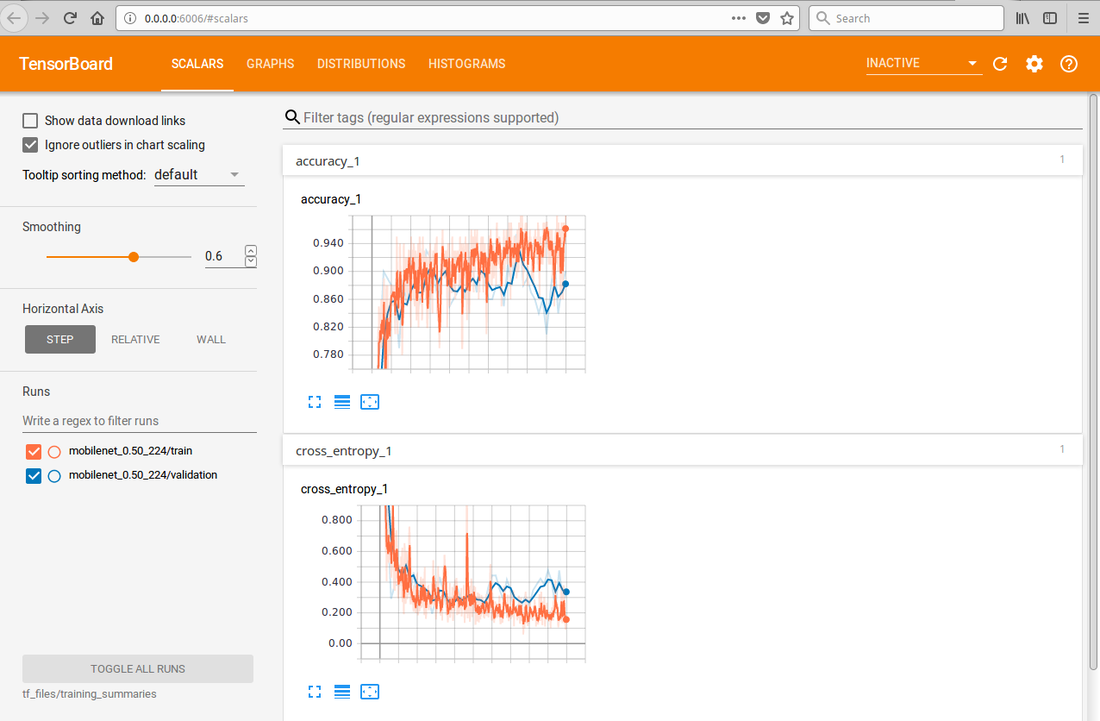 0.0.0.0:6006/#scalars
Search
TensorBoard
SCALARS
GRAPHS
DISTRIBUTIONS
HISTOGRAMS
INACTIVE
Show data download links
Ignore outliers in chart scaling
Tooltip sorting method: default
Smoothing
0.6
Horizontal Axis
STEP
RELATIVE
WALL
Runs
Write a regex to filter runs
mobilenet_0.50_224/train
mobilenet_0.50_224/validation
TOGGLE ALL RUNS
tf_files/training_summaries
Filter tags (regular expressions supported)
accuracy_1
1
accuracy_1
0.940
0.900
0.860
0.820
0.780
cross_entropy_1
1
cross_entropy_1
0.800
0.600
0.400
0.200
0.00